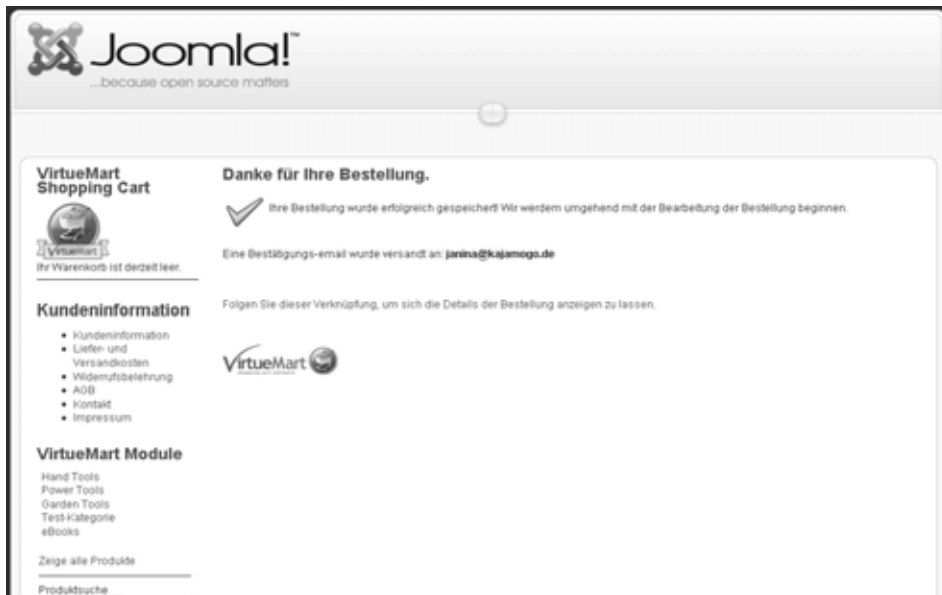 Joomla!™
...because open source matters
VirtueMart
Shopping Cart
VirtueMart
Ihr Warenkorb ist derzeit leer.
Kundeninformation
Kundeninformation
Liefer- und
Versandkosten
Widerrufsbelehrung
AGB
Kontakt
Impressum
VirtueMart Module
Hand Tools
Power Tools
Garden Tools
Test-Kategorie
eBooks
Zeige alle Produkte
Produktsuche
Danke für Ihre Bestellung.
Ihre Bestellung wurde erfolgreich gespeichert! Wir werdem umgehend mit der Bearbeitung der Bestellung beginnen.
Eine Bestätigungs-email wurde versandt an: janina@kajamogo.de
Folgen Sie dieser Verknüpfung, um sich die Details der Bestellung anzeigen zu lassen.
VirtueMart